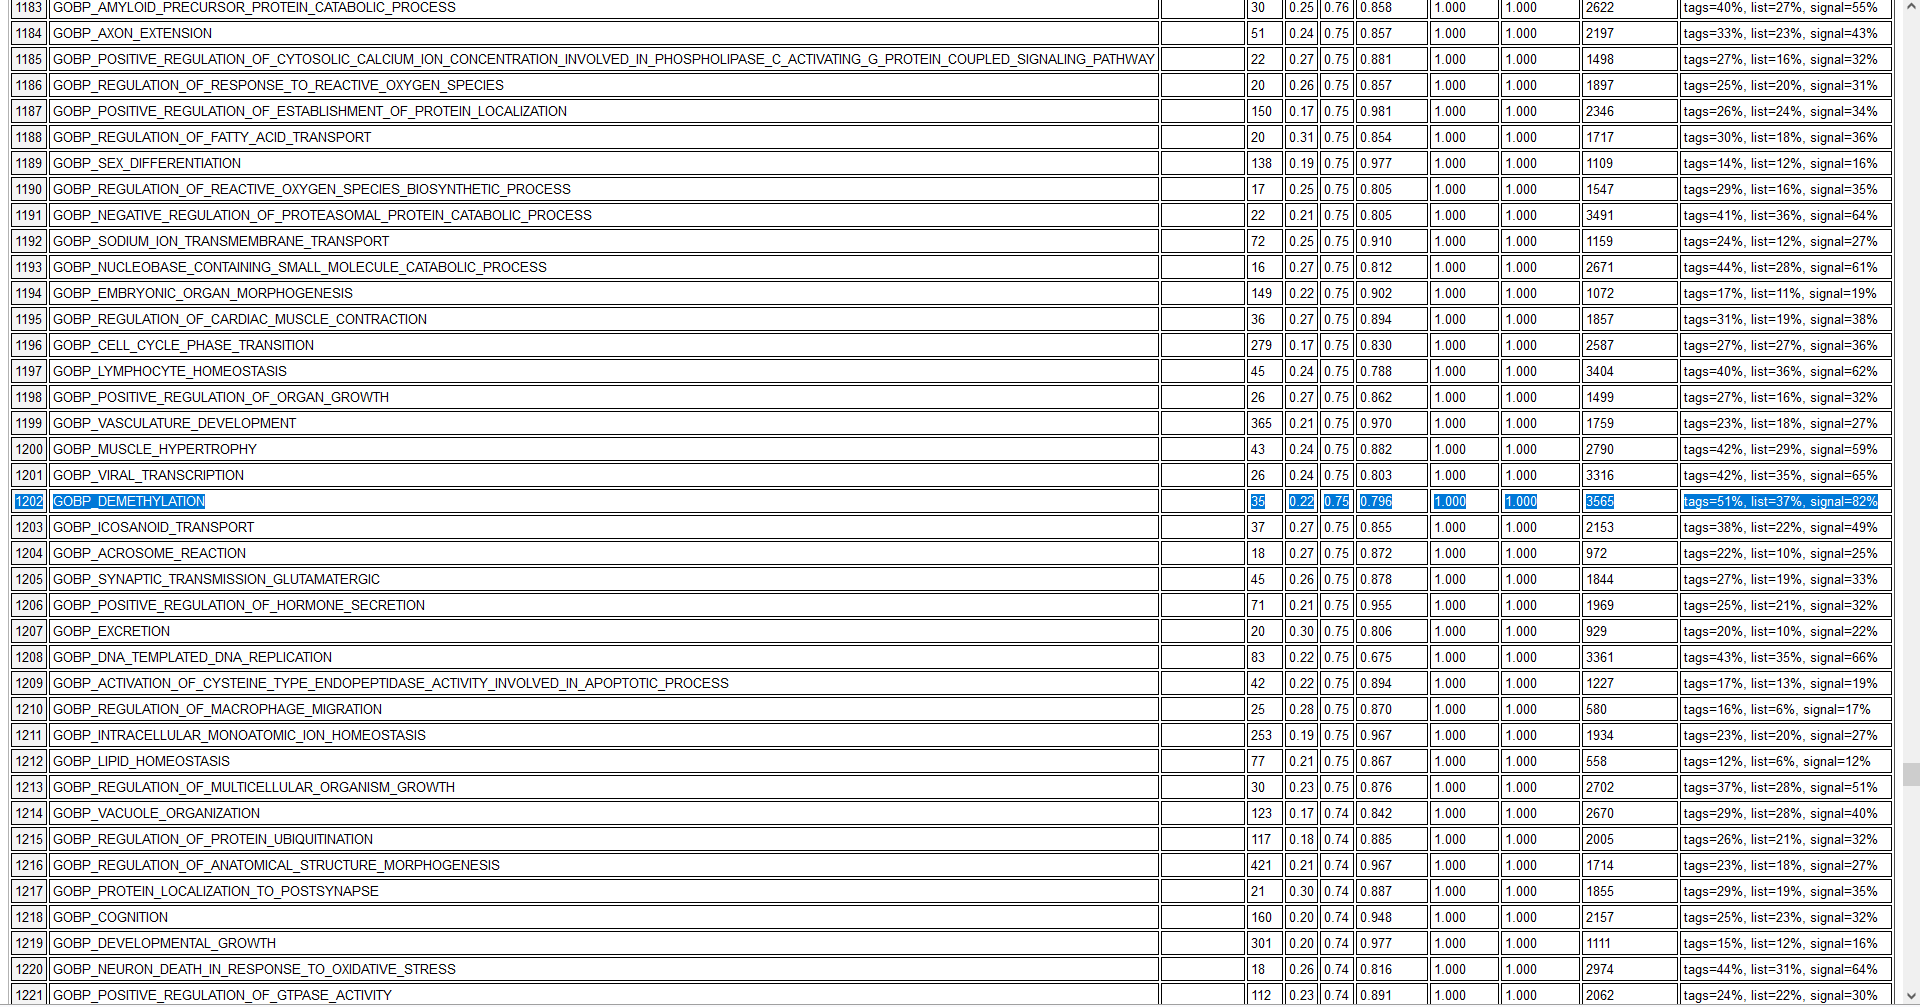 1183 GOBP_AMYLOID_PRECURSOR_PROTEIN_CATABOLIC_PROCESS 30 0.25 0.76 0.858 1.000 1.000 2622 tags=40%, list=27%, signal=55%
1184 GOBP_AXON_EXTENSION 51 0.24 0.75 0.857 1.000 1.000 2197 tags=33%, list=23%, signal=43%
1185 GOBP_POSITIVE_REGULATION_OF_CYTOSOLIC_CALCIUM_ION_CONCENTRATION_INVOLVED_IN_PHOSPHOLIPASE_C_ACTIVATING_G_PROTEIN_COUPLED_SIGNALING_PATHWAY 22 0.27 0.75 0.881 1.000 1.000 1498 tags=27%, list=16%, signal=32%
1186 GOBP_REGULATION_OF_RESPONSE_TO_REACTIVE_OXYGEN_SPECIES 20 0.26 0.75 0.857 1.000 1.000 1897 tags=25%, list=20%, signal=31%
1187 GOBP_POSITIVE_REGULATION_OF_ESTABLISHMENT_OF_PROTEIN_LOCALIZATION 150 0.17 0.75 0.981 1.000 1.000 2346 tags=26%, list=24%, signal=34%
1188 GOBP_REGULATION_OF_FATTY_ACID_TRANSPORT 20 0.31 0.75 0.854 1.000 1.000 1717 tags=30%, list=18%, signal=36%
1189 GOBP_SEX_DIFFERENTIATION 138 0.19 0.75 0.977 1.000 1.000 1109 tags=14%, list=12%, signal=16%
1190 GOBP_REGULATION_OF_REACTIVE_OXYGEN_SPECIES_BIOSYNTHETIC_PROCESS 17 0.25 0.75 0.805 1.000 1.000 1547 tags=29%, list=16%, signal=35%
1191 GOBP_NEGATIVE_REGULATION_OF_PROTEASOMAL_PROTEIN_CATABOLIC_PROCESS 22 0.21 0.75 0.805 1.000 1.000 3491 tags=41%, list=36%, signal=64%
1192 GOBP_SODIUM_ION_TRANSMEMBRANE_TRANSPORT 72 0.25 0.75 0.910 1.000 1.000 1159 tags=24%, list=12%, signal=27%
1193 GOBP_NUCLEOBASE_CONTAINING_SMALL_MOLECULE_CATABOLIC_PROCESS 16 0.27 0.75 0.812 1.000 1.000 2671 tags=44%, list=28%, signal=61%
1194 GOBP_EMBRYONIC_ORGAN_MORPHOGENESIS 149 0.22 0.75 0.902 1.000 1.000 1072 tags=17%, list=11%, signal=19%
1195 GOBP_REGULATION_OF_CARDIAC_MUSCLE_CONTRACTION 36 0.27 0.75 0.894 1.000 1.000 1857 tags=31%, list=19%, signal=38%
1196 GOBP_CELL_CYCLE_PHASE_TRANSITION 279 0.17 0.75 0.830 1.000 1.000 2587 tags=27%, list=27%, signal=36%
1197 GOBP_LYMPHOCYTE_HOMEOSTASIS 45 0.24 0.75 0.788 1.000 1.000 3404 tags=40%, list=36%, signal=62%
1198 GOBP_POSITIVE_REGULATION_OF_ORGAN_GROWTH 26 0.27 0.75 0.862 1.000 1.000 1499 tags=27%, list=16%, signal=32%
1199 GOBP_VASCULATURE_DEVELOPMENT 365 0.21 0.75 0.970 1.000 1.000 1759 tags=23%, list=18%, signal=27%
1200 GOBP_MUSCLE_HYPERTROPHY 43 0.24 0.75 0.882 1.000 1.000 2790 tags=42%, list=29%, signal=59%
1201 GOBP_VIRAL_TRANSCRIPTION 26 0.24 0.75 0.803 1.000 1.000 3316 tags=42%, list=35%, signal=65%
1202 GOBP_DEMETHYLATION 35 0.22 0.75 0.796 1.000 1.000 3565 tags=51%, list=37%, signal=82%
1203 GOBP_ICOSANOID_TRANSPORT 37 0.27 0.75 0.855 1.000 1.000 2153 tags=38%, list=22%, signal=49%
1204 GOBP_ACROSOME_REACTION 18 0.27 0.75 0.872 1.000 1.000 972 tags=22%, list=10%, signal=25%
1205 GOBP_SYNAPTIC_TRANSMISSION_GLUTAMATERGIC 45 0.26 0.75 0.878 1.000 1.000 1844 tags=27%, list=19%, signal=33%
1206 GOBP_POSITIVE_REGULATION_OF_HORMONE_SECRETION 71 0.21 0.75 0.955 1.000 1.000 1969 tags=25%, list=21%, signal=32%
1207 GOBP_EXCRETION 20 0.30 0.75 0.806 1.000 1.000 929 tags=20%, list=10%, signal=22%
1208 GOBP_DNA_TEMPLATED_DNA_REPLICATION 83 0.22 0.75 0.675 1.000 1.000 3361 tags=43%, list=35%, signal=66%
1209 GOBP_ACTIVATION_OF_CYSTEINE_TYPE_ENDOPEPTIDASE_ACTIVITY_INVOLVED_IN_APOPTOTIC_PROCESS 42 0.22 0.75 0.894 1.000 1.000 1227 tags=17%, list=13%, signal=19%
1210 GOBP_REGULATION_OF_MACROPHAGE_MIGRATION 25 0.28 0.75 0.870 1.000 1.000 580 tags=16%, list=6%, signal=17%
1211 GOBP_INTRACELLULAR_MONOATOMIC_ION_HOMEOSTASIS 253 0.19 0.75 0.967 1.000 1.000 1934 tags=23%, list=20%, signal=27%
1212 GOBP_LIPID_HOMEOSTASIS 77 0.21 0.75 0.867 1.000 1.000 558 tags=12%, list=6%, signal=12%
1213 GOBP_REGULATION_OF_MULTICELLULAR_ORGANISM_GROWTH 30 0.23 0.75 0.876 1.000 1.000 2702 tags=37%, list=28%, signal=51%
1214 GOBP_VACUOLE_ORGANIZATION 123 0.17 0.74 0.842 1.000 1.000 2670 tags=29%, list=28%, signal=40%
1215 GOBP_REGULATION_OF_PROTEIN_UBIQUITINATION 117 0.18 0.74 0.885 1.000 1.000 2005 tags=26%, list=21%, signal=32%
1216 GOBP_REGULATION_OF_ANATOMICAL_STRUCTURE_MORPHOGENESIS 421 0.21 0.74 0.967 1.000 1.000 1714 tags=23%, list=18%, signal=27%
1217 GOBP_PROTEIN_LOCALIZATION_TO_POSTSYNAPSE 21 0.30 0.74 0.887 1.000 1.000 1855 tags=29%, list=19%, signal=35%
1218 GOBP_COGNITION 160 0.20 0.74 0.948 1.000 1.000 2157 tags=25%, list=23%, signal=32%
1219 GOBP_DEVELOPMENTAL_GROWTH 301 0.20 0.74 0.977 1.000 1.000 1111 tags=15%, list=12%, signal=16%
1220 GOBP_NEURON_DEATH_IN_RESPONSE_TO_OXIDATIVE_STRESS 18 0.26 0.74 0.816 1.000 1.000 2974 tags=44%, list=31%, signal=64%
1221 GOBP_POSITIVE_REGULATION_OF_GTPASE_ACTIVITY 112 0.23 0.74 0.891 1.000 1.000 2062 tags=24%, list=22%, signal=30%